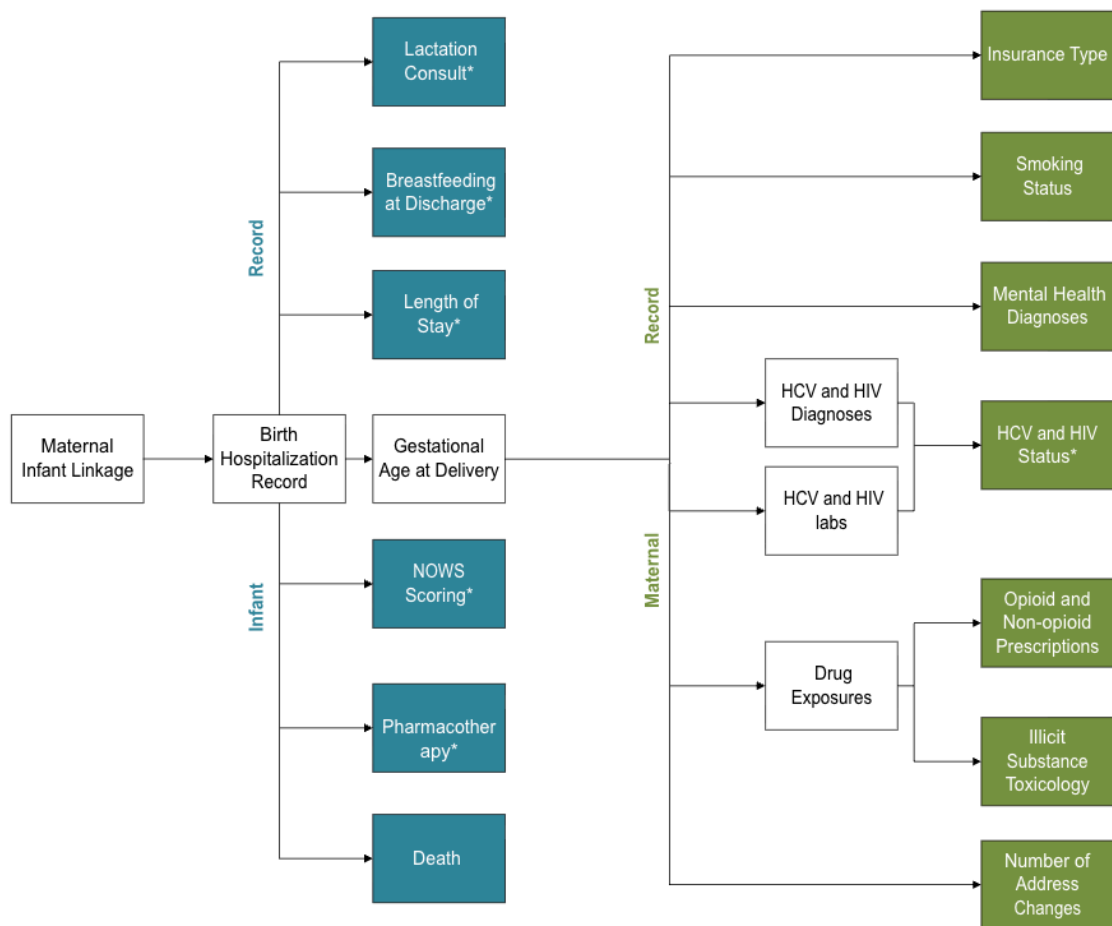 Lactation
Consult*
Breastfeeding
at Discharge*
Length of
Stay*
Record
Maternal
Infant Linkage
Birth
Hospitalization
Record
Gestational
Age at Delivery
Infant
NOWS
Scoring*
Pharmacother
apy*
Death
Record
Maternal
HCV and HIV
Diagnoses
HCV and HIV
labs
Drug
Exposures
Insurance Type
Smoking
Status
Mental Health
Diagnoses
HCV and HIV
Status*
Opioid and
Non-opioid
Prescriptions
Illicit
Substance
Toxicology
Number of
Address
Changes